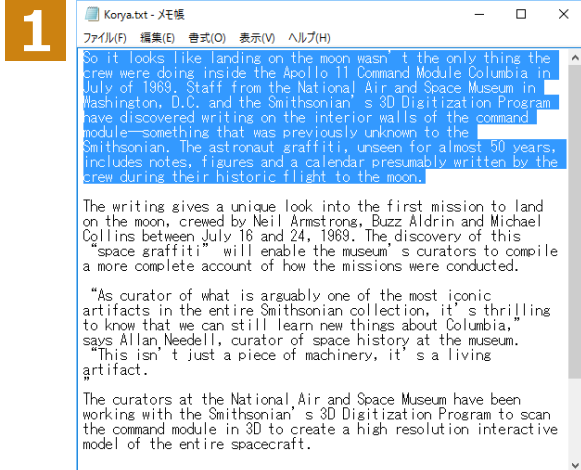 1
Korya.txt - メモ帳
ファイル(F) 編集(E) 書式(O) 表示(V) ヘルプ(H)
So it looks like landing on the moon wasn’t the only thing the
crew were doing inside the Apollo 11 Command Module Columbia in
July of 1969. Staff from the National Air and Space Museum in
Washington, D.C. and the Smithsonian’s 3D Digitization Program
have discovered writing on the interior walls of the command
module—something that was previously unknown to the
Smithsonian. The astronaut graffiti, unseen for almost 50 years,
includes notes, figures and a calendar presumably written by the
crew during their historic flight to the moon.
The writing gives a unique look into the first mission to land
on the moon, crewed by Neil Armstrong, Buzz Aldrin and Michael
Collins between July 16 and 24, 1969. The discovery of this
“space graffiti” will enable the museum’s curators to compile
a more complete account of how the missions were conducted.
“As curator of what is arguably one of the most iconic
artifacts in the entire Smithsonian collection, it’s thrilling
to know that we can still learn new things about Columbia,”
says Allan Needell, curator of space history at the museum.
“This isn’t just a piece of machinery, it’s a living
artifact.
”
The curators at the National Air and Space Museum have been
working with the Smithsonian’s 3D Digitization Program to scan
the command module in 3D to create a high resolution interactive
model of the entire spacecraft.